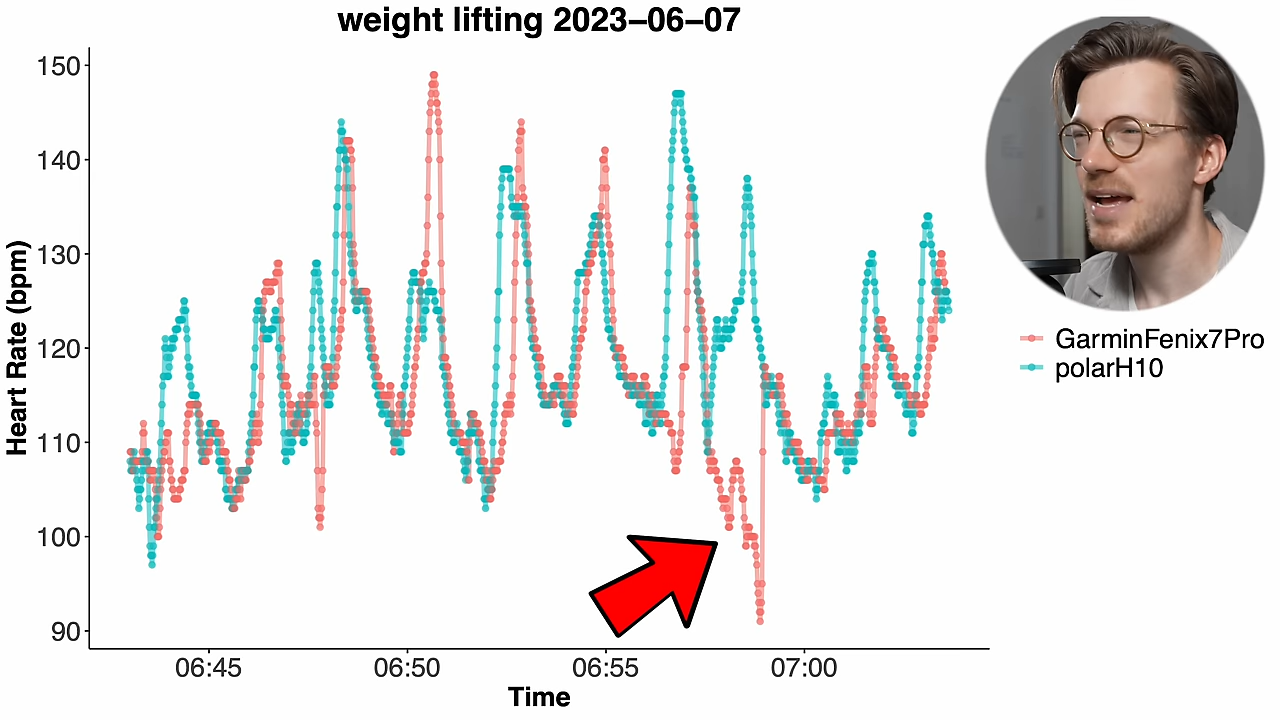 weight lifting 2023–06–07
Heart Rate (bpm)
150
140
130
120
110
100
90
06:45
06:50
06:55
07:00
Time
GarminFenix7Pro
polarH10